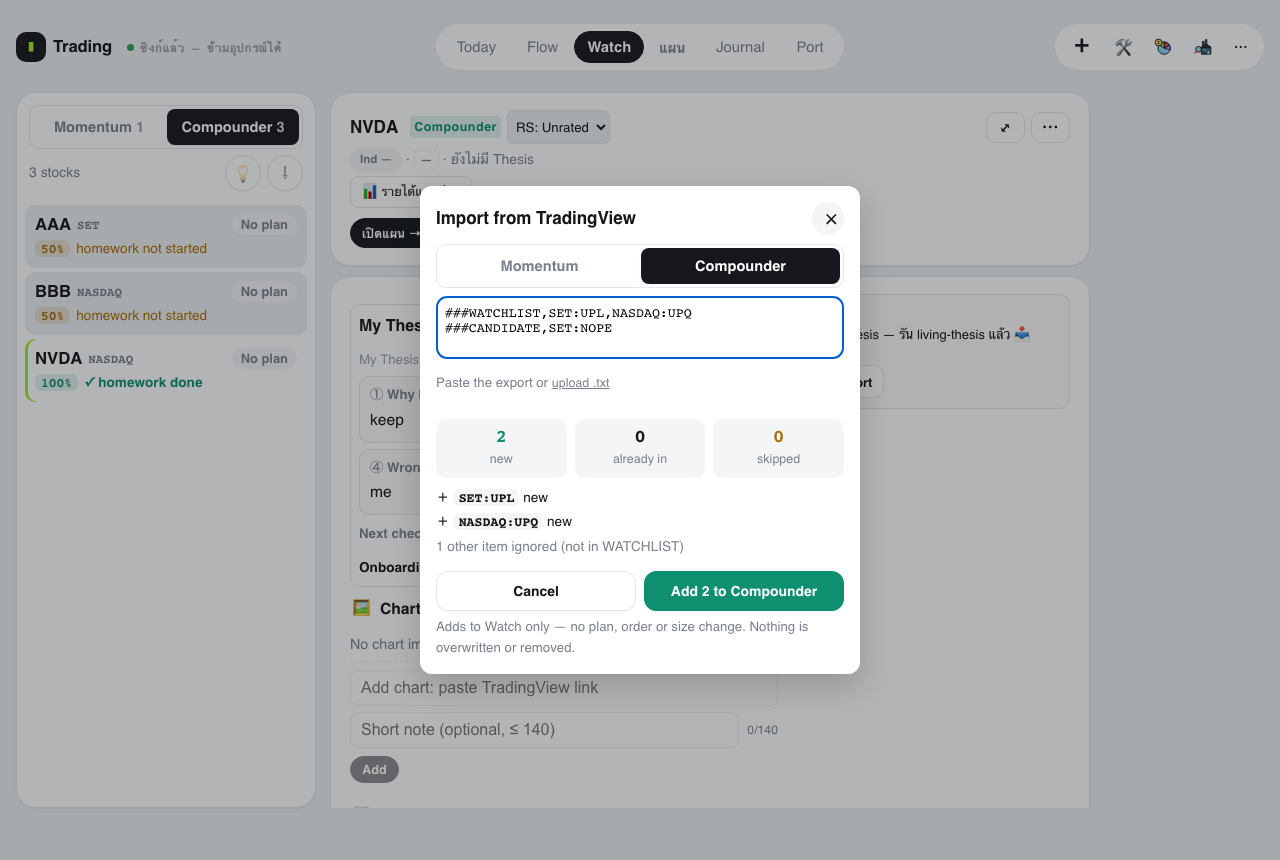 Trading
ซิงก์แล้ว — ข้ามอุปกรณ์ได้
Today
Flow
Watch
แผน
Journal
Port
Momentum 1
Compounder 3
3 stocks
AAA SET
No plan
50% homework not started
BBB NASDAQ
No plan
50% homework not started
NVDA NASDAQ
No plan
100% ✓ homework done
NVDA
Compounder
RS: Unrated
Ind — · — · ยังไม่มี Thesis
เปิดแผน →
My Thesis
① Why
keep
④ Wrong
me
Next
Chart
No chart
Add chart: paste TradingView link
Short note (optional, ≤ 140)
0/140
Add
— รัน living-thesis แล้ว
Import from TradingView
Momentum
Compounder
###WATCHLIST,SET:UPL,NASDAQ:UPQ
###CANDIDATE,SET:NOPE
Paste the export or upload .txt
2
new
0
already in
0
skipped
+ SET:UPL new
+ NASDAQ:UPQ new
1 other item ignored (not in WATCHLIST)
Cancel
Add 2 to Compounder
Adds to Watch only — no plan, order or size change. Nothing is
overwritten or removed.